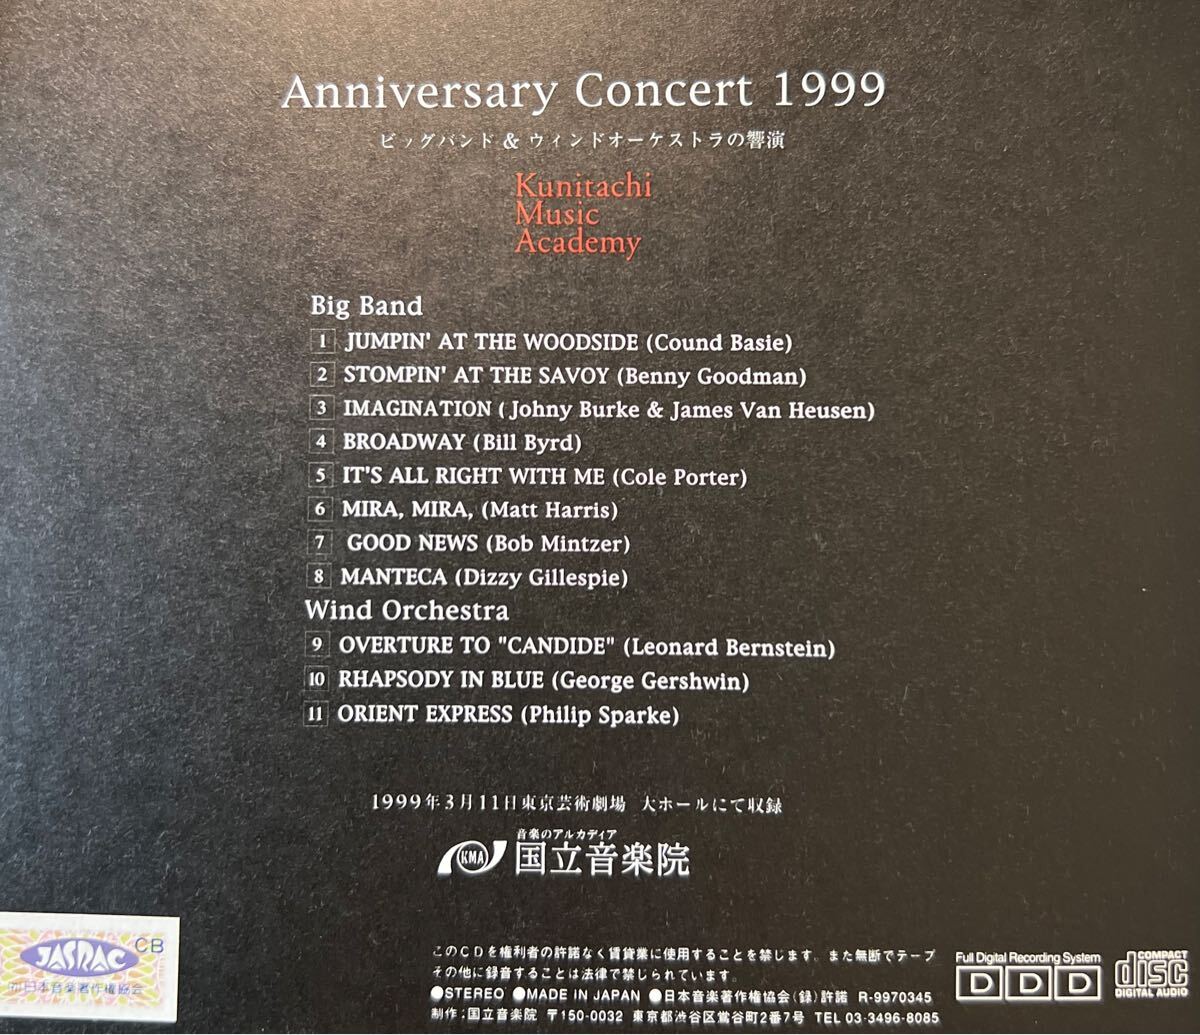 Anniversary Concert 1999
ビッグバンド & ウィンドオーケストラの響演
Kunitachi
Music
Academy
Big Band
1 JUMPIN' AT THE WOODSIDE (Cound Basie)
2 STOMPIN' AT THE SAVOY (Benny Goodman)
3 IMAGINATION ( Johny Burke & James Van Heusen)
4 BROADWAY (Bill Byrd)
5 IT'S ALL RIGHT WITH ME (Cole Porter)
6 MIRA, MIRA, (Matt Harris)
7 GOOD NEWS (Bob Mintzer)
8 MANTECA (Dizzy Gillespie)
Wind Orchestra
9 OVERTURE TO "CANDIDE" (Leonard Bernstein)
10 RHAPSODY IN BLUE (George Gershwin)
11 ORIENT EXPRESS (Philip Sparke)
1999年3月11日東京芸術劇場 大ホールにて収録
音楽のアルカディア
KMA 国立音楽院
JASRAC CB
日本音楽著作権協会
このCDを権利者の許諾なく賃貸業に使用することを禁じます。また無断でテープ
その他に録音することは法律で禁じられています。
●STEREO ●MADE IN JAPAN ●日本音楽著作権協会(録)許諾 R-9970345
制作;国立音楽院 〒150-0032 東京都渋谷区鶯谷町2番7号 TEL 03-3496-8085
Full Digital Recording System
DDD
COMPACT
disc
DIGITAL AUDIO